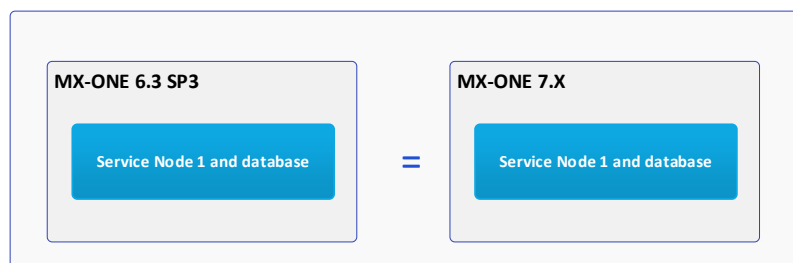 MX-ONE 6.3 SP3
Service Node 1 and database
=
MX-ONE 7.X
Service Node 1 and database